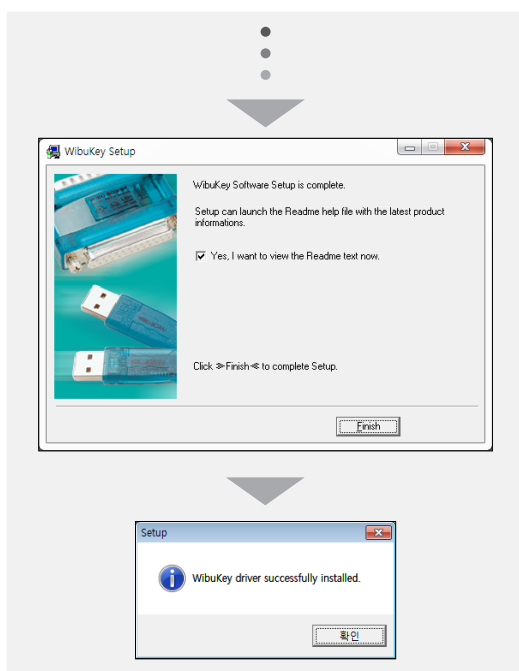 WibuKey Setup
WibuKey Software Setup is complete.
Setup can launch the Readme help file with the latest product
informations.
Yes, I want to view the Readme text now.
Click ≫Finish≪ to complete Setup.
Finish
Setup
WibuKey driver successfully installed.
확인